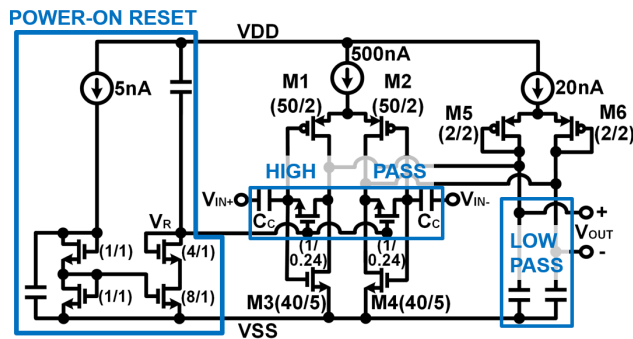 POWER-ON RESET
VDD
5nA
500nA
20nA
M1
(50/2)
M2
(50/2)
M5
(2/2)
M6
(2/2)
HIGH
PASS
VIN+
CC
CC
VIN-
VR
(1/1)
(4/1)
(1/
0.24)
(1/
0.24)
(1/1)
(8/1)
M3(40/5)
M4(40/5)
+
VOUT
-
LOW
PASS
VSS